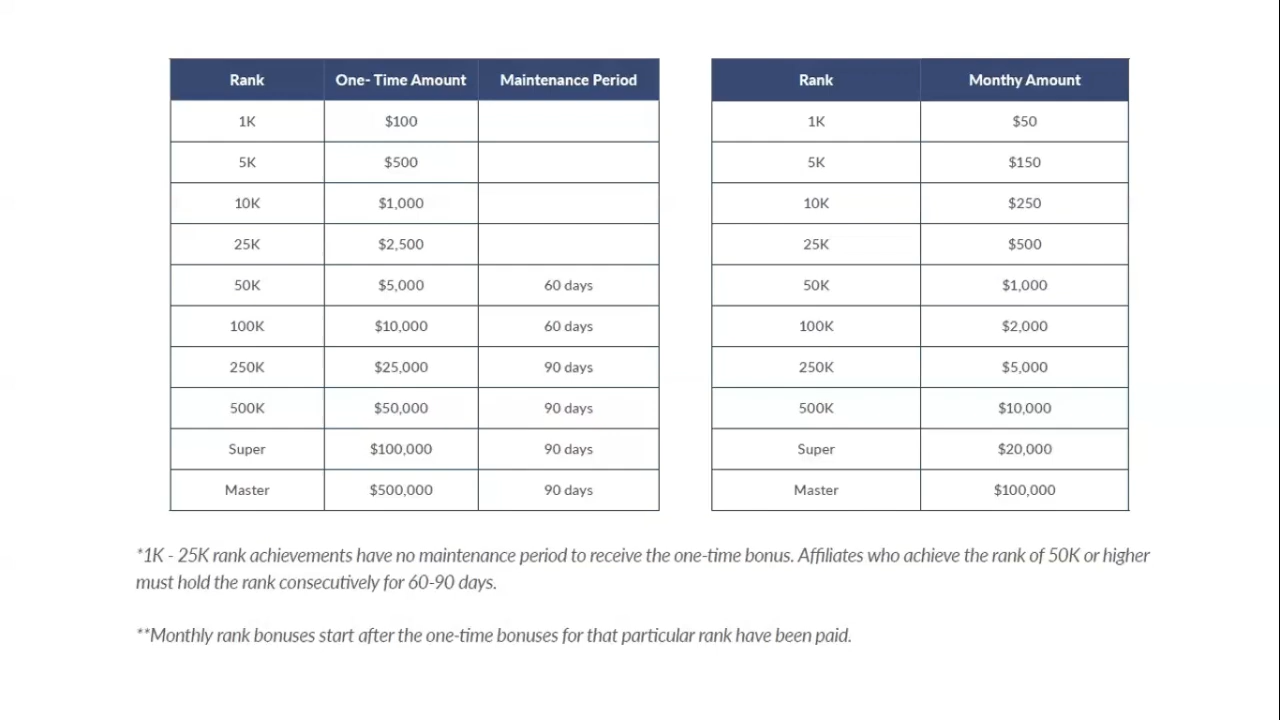 Rank One- Time Amount Maintenance Period
1K $100
5K $500
10K $1,000
25K $2,500
50K $5,000 60 days
100K $10,000 60 days
250K $25,000 90 days
500K $50,000 90 days
Super $100,000 90 days
Master $500,000 90 days
Rank Monthy Amount
1K $50
5K $150
10K $250
25K $500
50K $1,000
100K $2,000
250K $5,000
500K $10,000
Super $20,000
Master $100,000
*1K - 25K rank achievements have no maintenance period to receive the one-time bonus. Affiliates who achieve the rank of 50K or higher
must hold the rank consecutively for 60-90 days.
**Monthly rank bonuses start after the one-time bonuses for that particular rank have been paid.